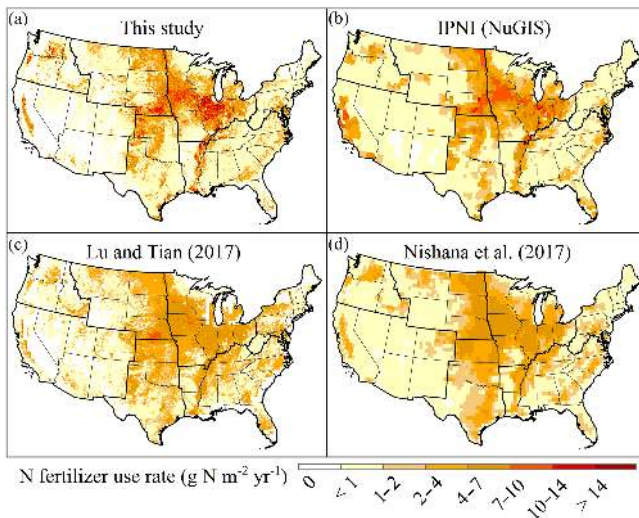 (a)
This study
(b)
IPNI (NuGIS)
(c)
Lu and Tian (2017)
(d)
Nishana et al. (2017)
N fertilizer use rate (g N m⁻² yr⁻¹)
0
< 1
1–2
2–4
4–7
7–10
10–14
> 14